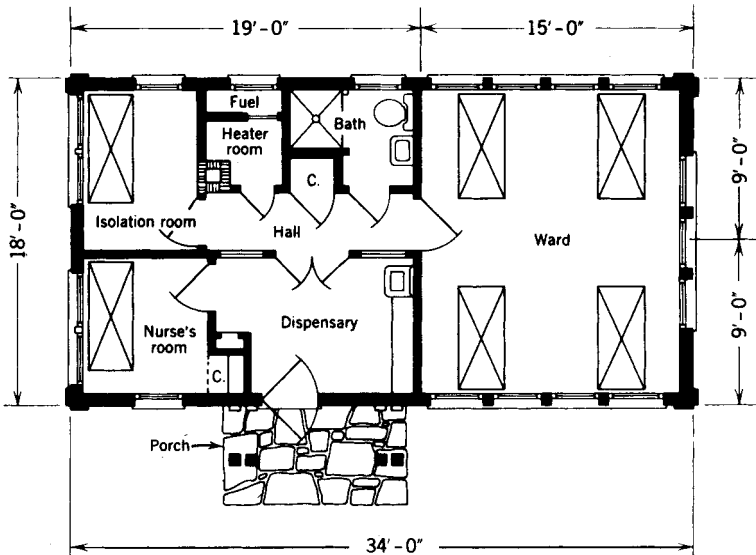 19'-0"
15'-0"
Fuel
Bath
Heater
room
C.
9'-0"
18'-0"
Isolation room
Hall
Ward
Nurse's
room
Dispensary
9'-0"
C.
Porch
34'-0"